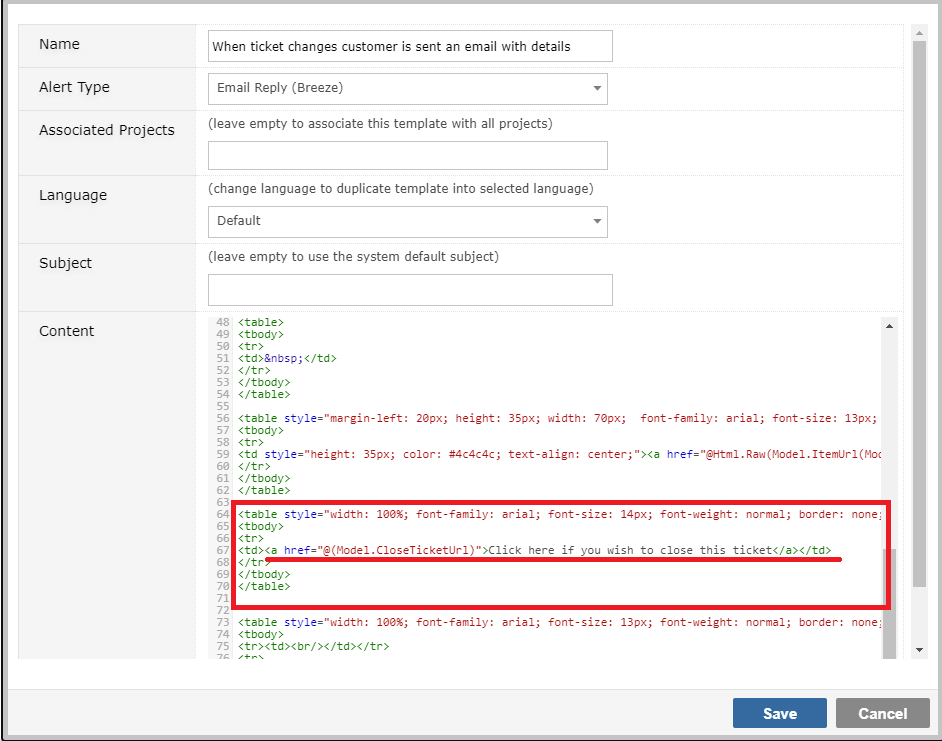 Name
When ticket changes customer is sent an email with details
Alert Type
Email Reply (Breeze)
Associated Projects
(leave empty to associate this template with all projects)
Language
(change language to duplicate template into selected language)
Default
Subject
(leave empty to use the system default subject)
Content
48 <table>
49 <tbody>
50 <tr>
51 <td>&nbsp;</td>
52 </tr>
53 </tbody>
54 </table>
55
56 <table style="margin-left: 20px; height: 35px; width: 70px;  font-family: arial; font-size: 13px;
57 <tbody>
58 <tr>
59 <td style="height: 35px; color: #4c4c4c; text-align: center;"><a href="@Html.Raw(Model.ItemUrl(Mod
60 </tr>
61 </tbody>
62 </table>
63
64 <table style="width: 100%; font-family: arial; font-size: 14px; font-weight: normal; border: none;
65 <tbody>
66 <tr>
67 <td><a href="@(Model.CloseTicketUrl)">Click here if you wish to close this ticket</a></td>
68 </tr>
69 </tbody>
70 </table>
71
72
73 <table style="width: 100%; font-family: arial; font-size: 13px; font-weight: normal; border: none;
74 <tbody>
75 <tr><td><br/></td></tr>
76 <tr>
Save
Cancel